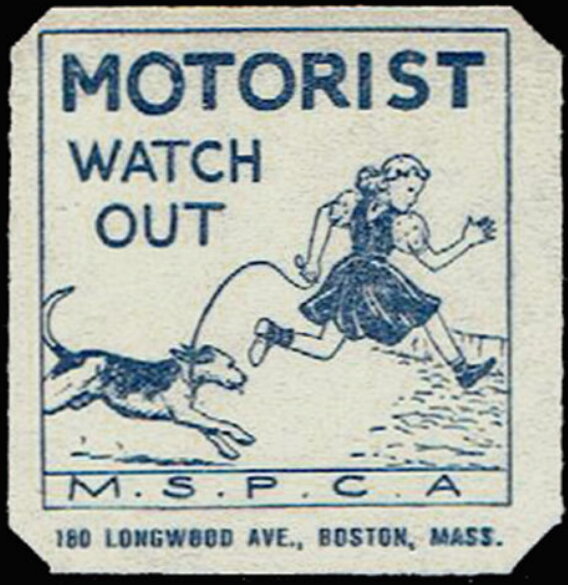 MOTORIST
WATCH
OUT
M.S.P.C.A
180 LONGWOOD AVE., BOSTON, MASS.